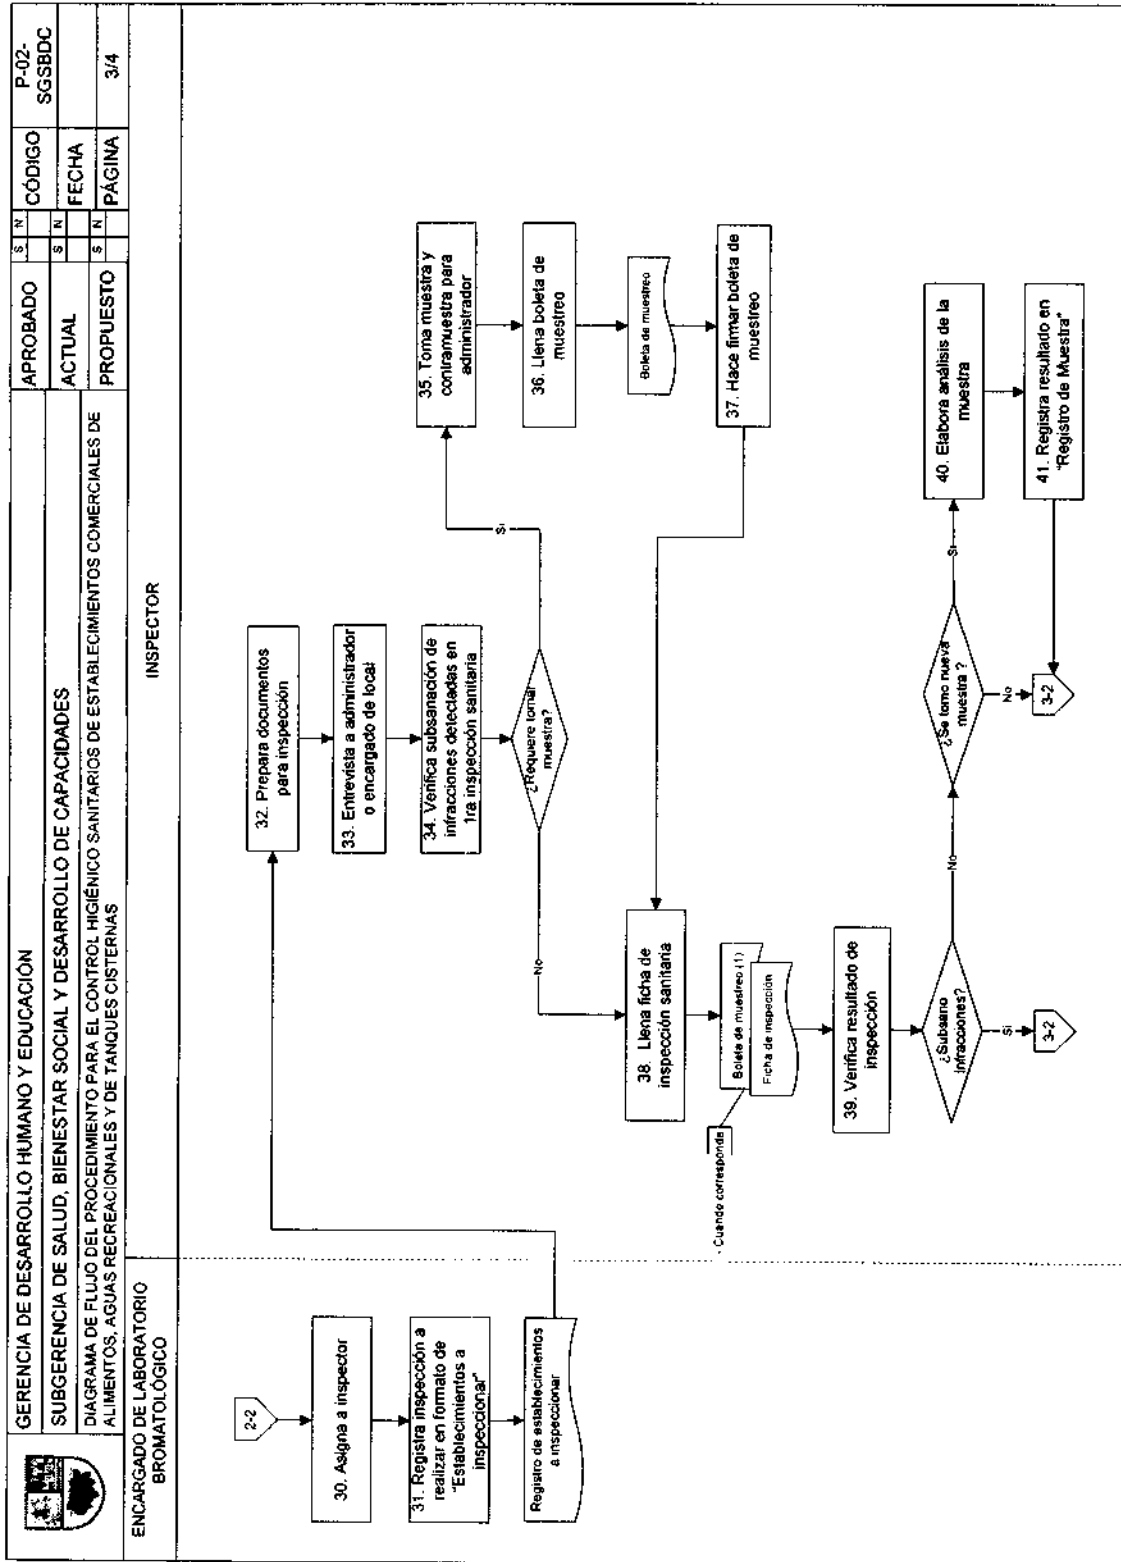 GERENCIA DE DESARROLLO HUMANO Y EDUCACIÓN
SUBGERENCIA DE SALUD, BIENESTAR SOCIAL Y DESARROLLO DE CAPACIDADES
DIAGRAMA DE FLUJO DEL PROCEDIMIENTO PARA EL CONTROL HIGIÉNICO SANITARIOS DE ESTABLECIMIENTOS COMERCIALES DE
ALIMENTOS, AGUAS RECREACIONALES Y DE TANQUES CISTERNAS
APROBADO
S N
CÓDIGO
P-02-
SGSBDC
ACTUAL
S N
FECHA
PROPUESTO
S N
PÁGINA
3/4
ENCARGADO DE LABORATORIO
BROMATOLÓGICO
INSPECTOR
2-2
30. Asigna a inspector
31. Registra inspección a
realizar en formato de
"Establecimientos a
inspeccionar"
Registro de establecimientos
a inspeccionar
32. Prepara documentos
para inspección
33. Entrevista a administrador
o encargado de local
34. Verifica subsanación de
infracciones detectadas en
1ra inspección sanitaria
¿Requiere tomar
muestra?
Si
No
35. Toma muestra y
contramuestra para
administrador
36. Llena boleta de
muestreo
Boleta de muestreo
37. Hace firmar boleta de
muestreo
38. Llena ficha de
inspección sanitaria
Boleta de muestreo (1)
Ficha de inspección
Cuando corresponda
39. Verifica resultado de
inspección
¿Subsano
infracciones?
Si
3-2
No
¿Se tomo nueva
muestra ?
No
3-2
Si
40. Elabora análisis de la
muestra
41. Registra resultado en
"Registro de Muestra"